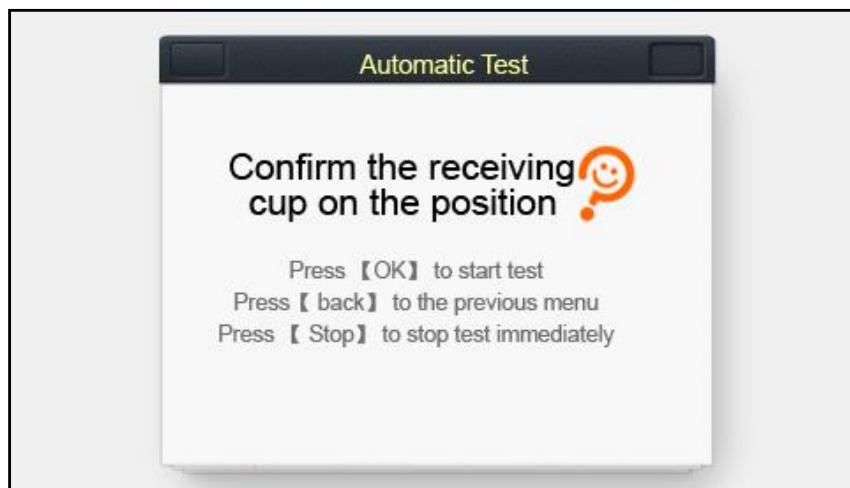 Automatic Test
Confirm the receiving
cup on the position
Press 【OK】 to start test
Press【 back】 to the previous menu
Press 【 Stop】 to stop test immediately